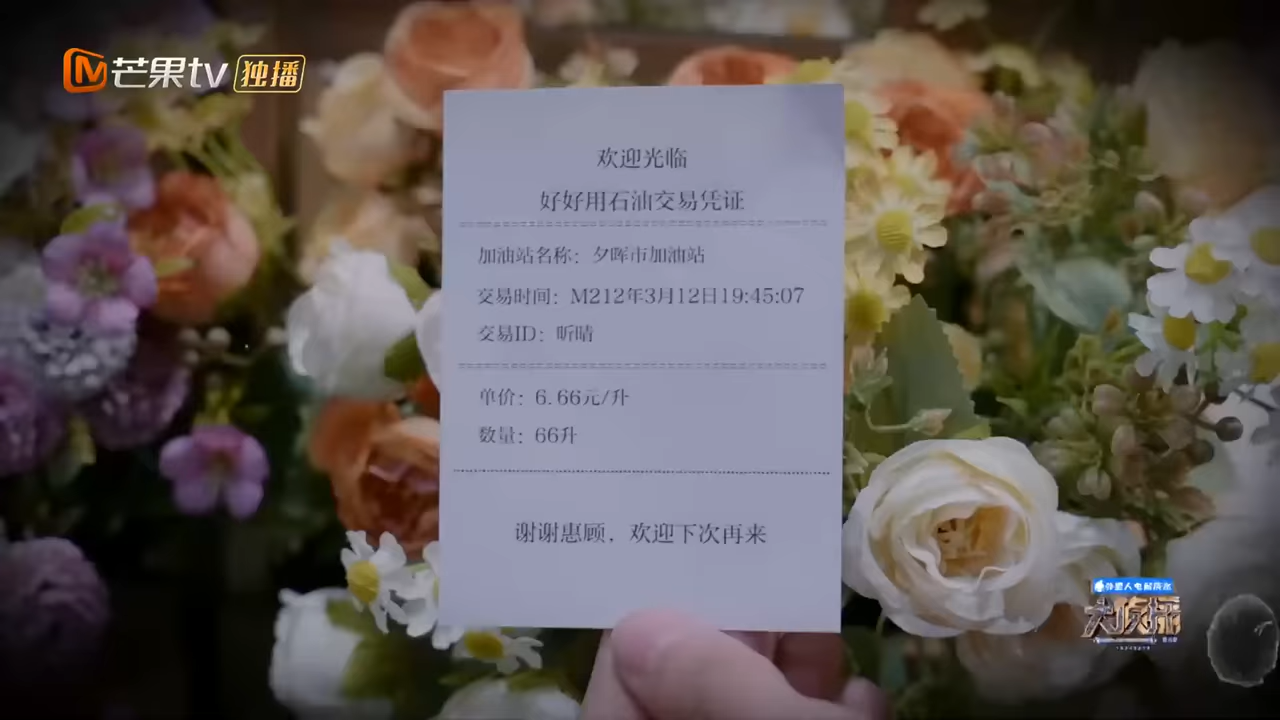 芒果tv 独播
欢迎光临
好好用石油交易凭证
加油站名称：夕晖市加油站
交易时间：M212年3月12日19:45:07
交易ID：昕晴
单价：6.66元/升
数量：66升
谢谢惠顾，欢迎下次再来
大侦探